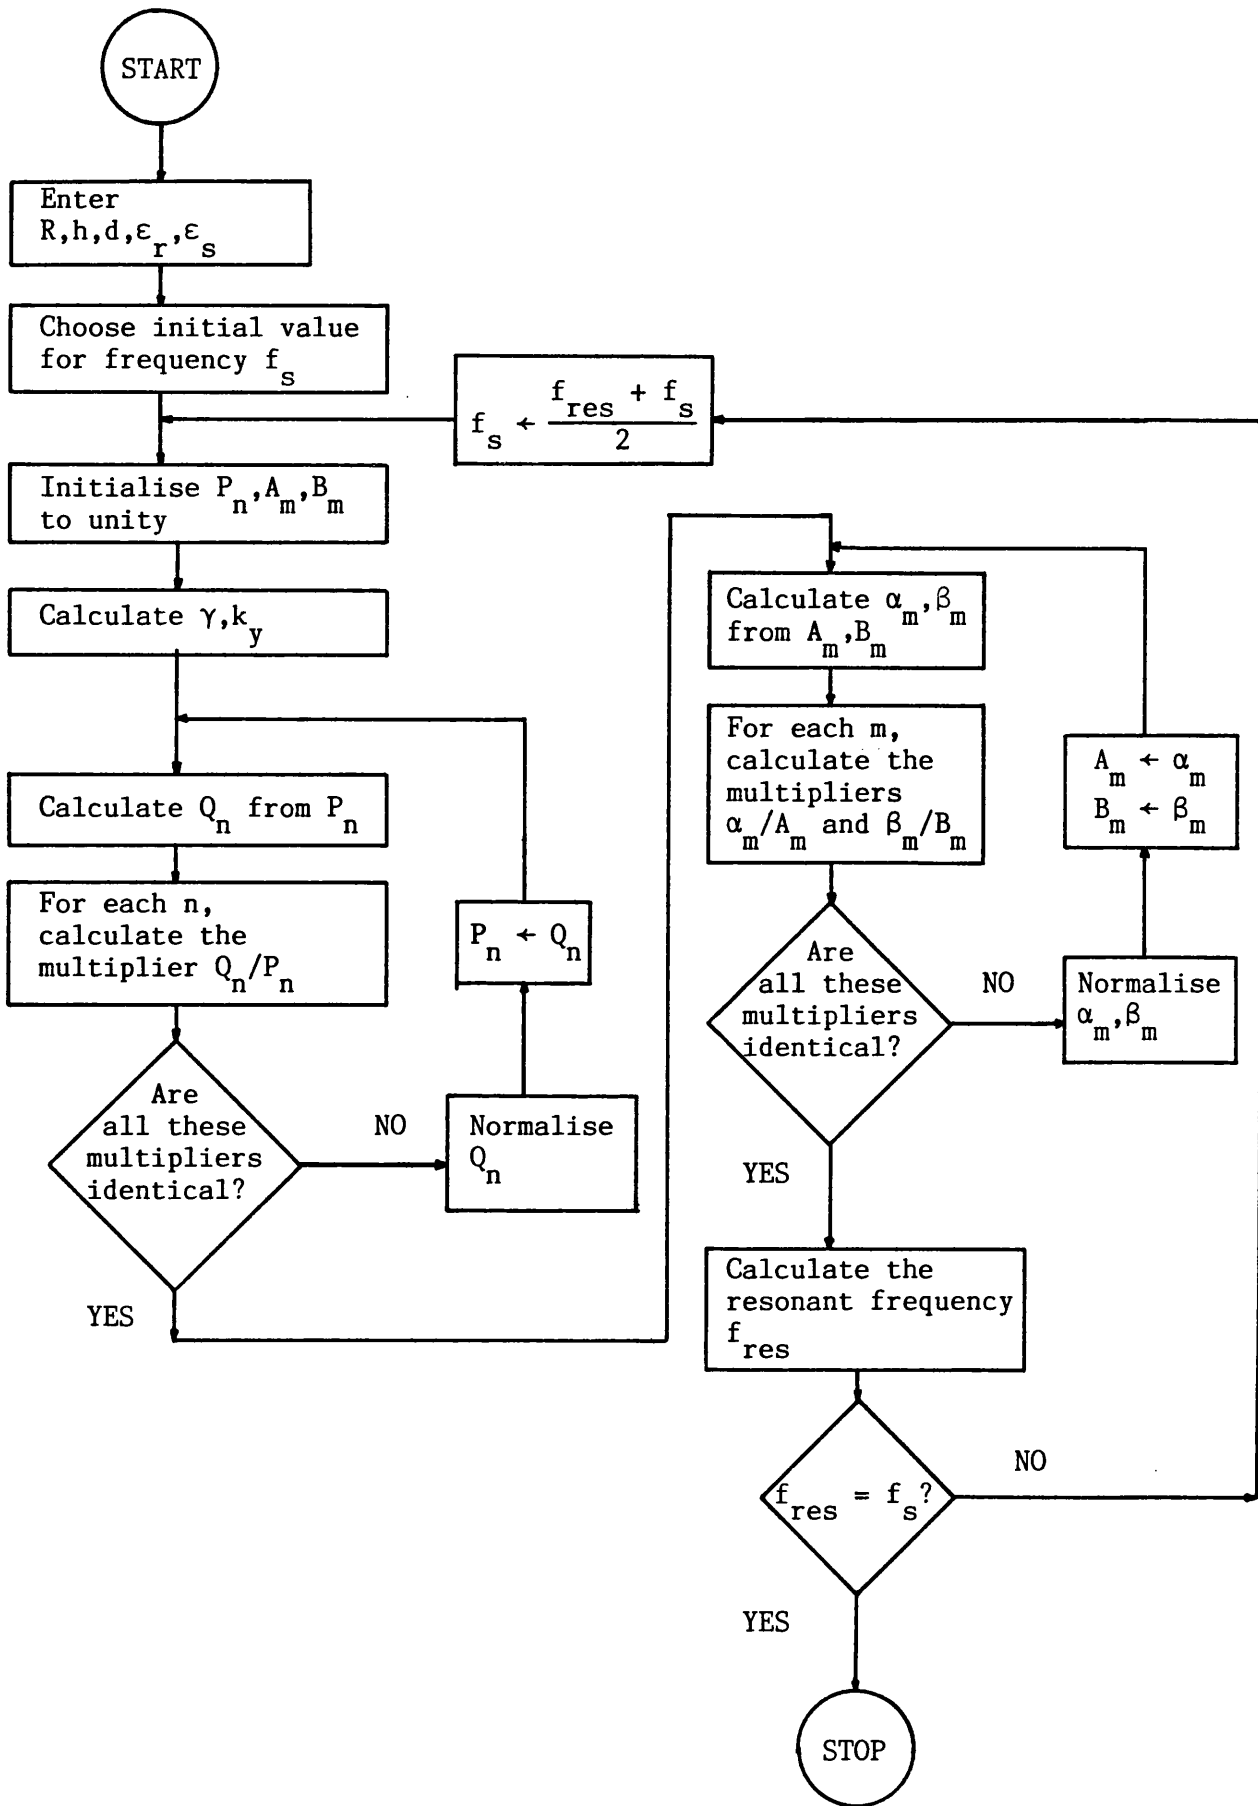 START
Enter
R,h,d,ε_r,ε_s
Choose initial value
for frequency f_s
f_s ← (f_res + f_s)/2
Initialise P_n,A_m,B_m
to unity
Calculate γ,k_y
Calculate Q_n from P_n
For each n,
calculate the
multiplier Q_n/P_n
Are
all these
multipliers
identical?
NO
Normalise
Q_n
P_n ← Q_n
YES
Calculate α_m,β_m
from A_m,B_m
For each m,
calculate the
multipliers
α_m/A_m and β_m/B_m
Are
all these
multipliers
identical?
NO
Normalise
α_m,β_m
A_m ← α_m
B_m ← β_m
YES
Calculate the
resonant frequency
f_res
f_res = f_s?
NO
YES
STOP